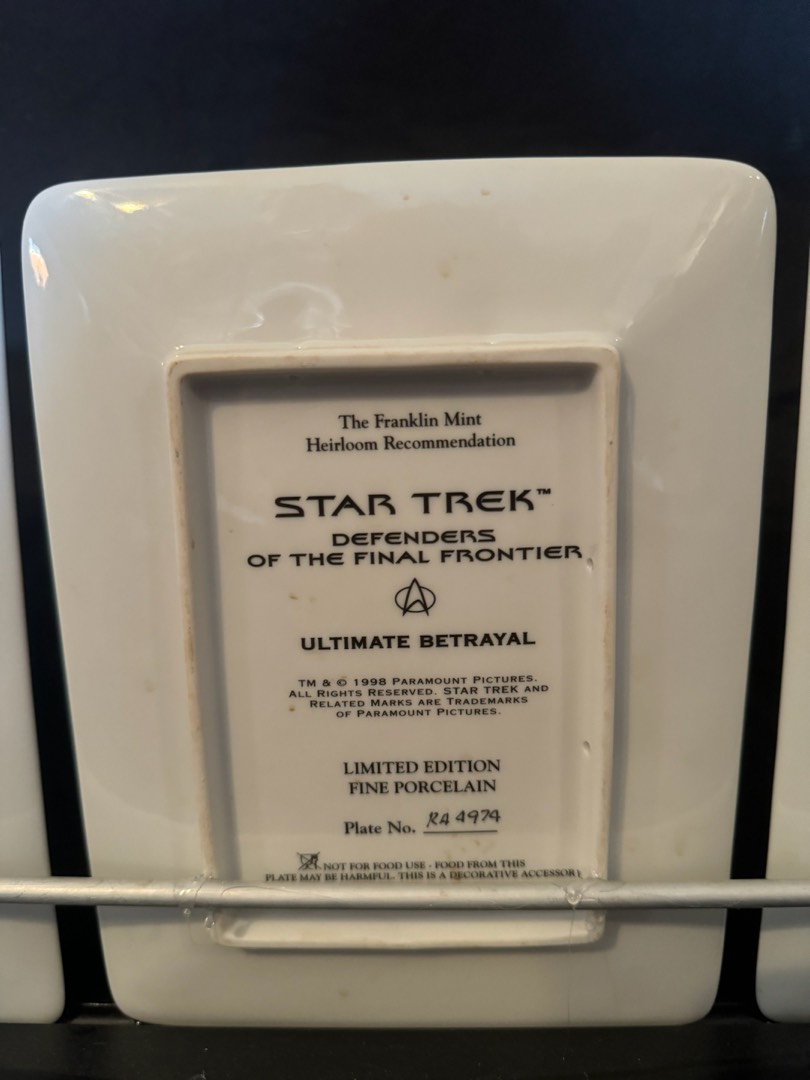 The Franklin Mint
Heirloom Recommendation
STAR TREK™
DEFENDERS
OF THE FINAL FRONTIER
ULTIMATE BETRAYAL
TM & © 1998 PARAMOUNT PICTURES.
ALL RIGHTS RESERVED. STAR TREK AND
RELATED MARKS ARE TRADEMARKS
OF PARAMOUNT PICTURES.
LIMITED EDITION
FINE PORCELAIN
Plate No. RA 4974
NOT FOR FOOD USE - FOOD FROM THIS
PLATE MAY BE HARMFUL. THIS IS A DECORATIVE ACCESSORY